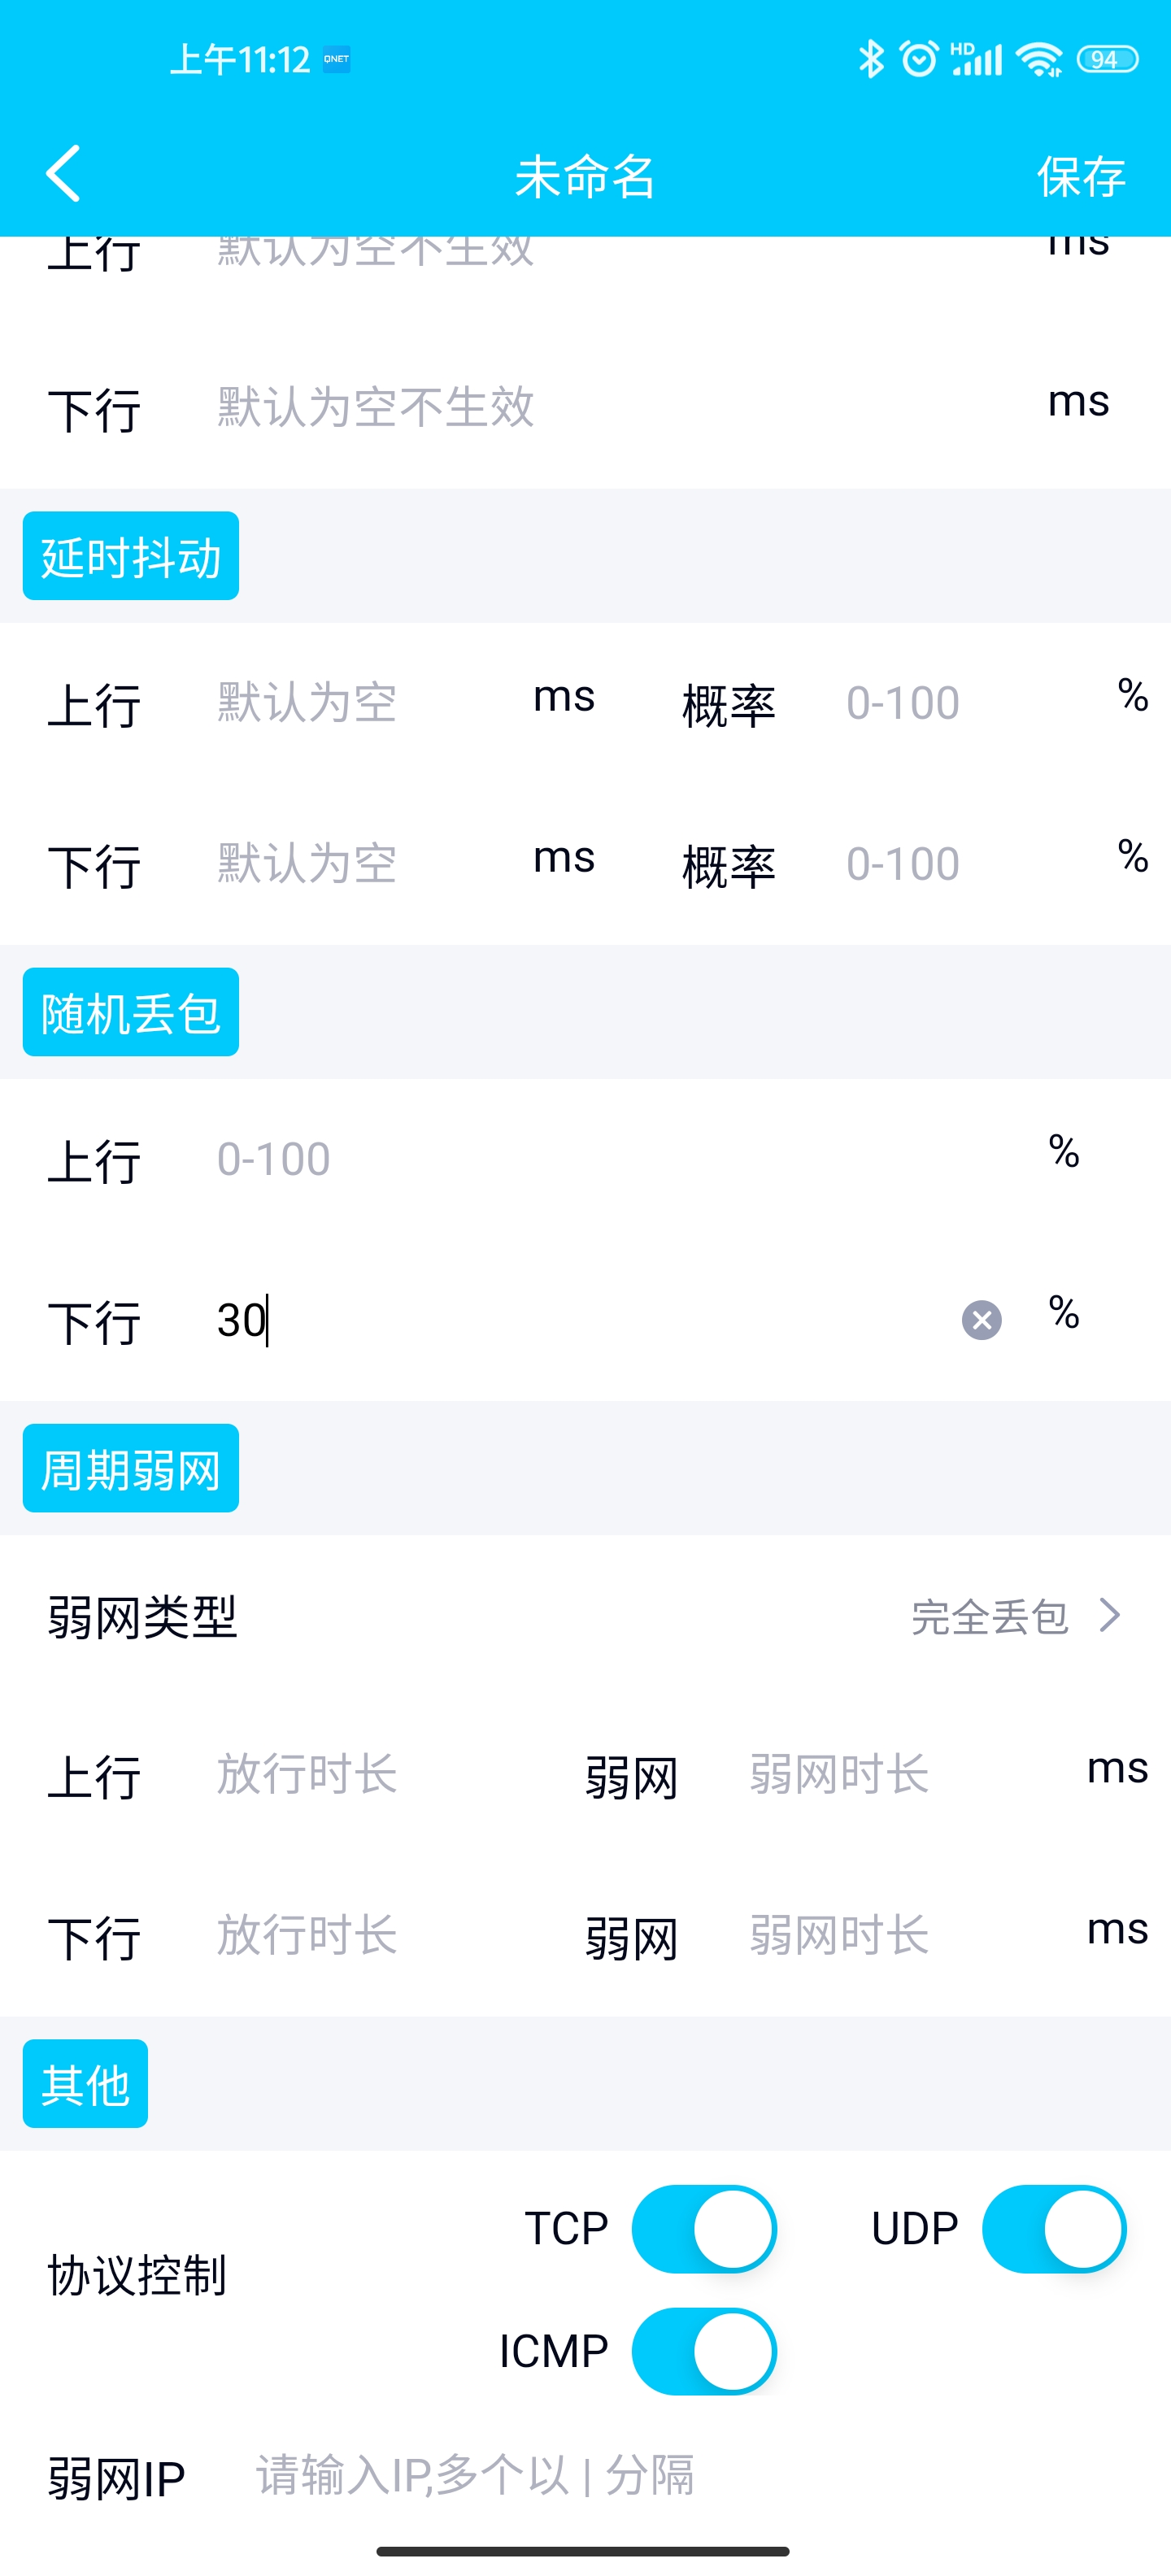 上午11:12 QNET HD 94
未命名 保存
上行 默认为空不生效 ms
下行 默认为空不生效 ms
延时抖动
上行 默认为空 ms 概率 0-100 %
下行 默认为空 ms 概率 0-100 %
随机丢包
上行 0-100 %
下行 30 %
周期弱网
弱网类型 完全丢包
上行 放行时长 弱网 弱网时长 ms
下行 放行时长 弱网 弱网时长 ms
其他
TCP UDP
协议控制
ICMP
弱网IP 请输入IP,多个以 | 分隔